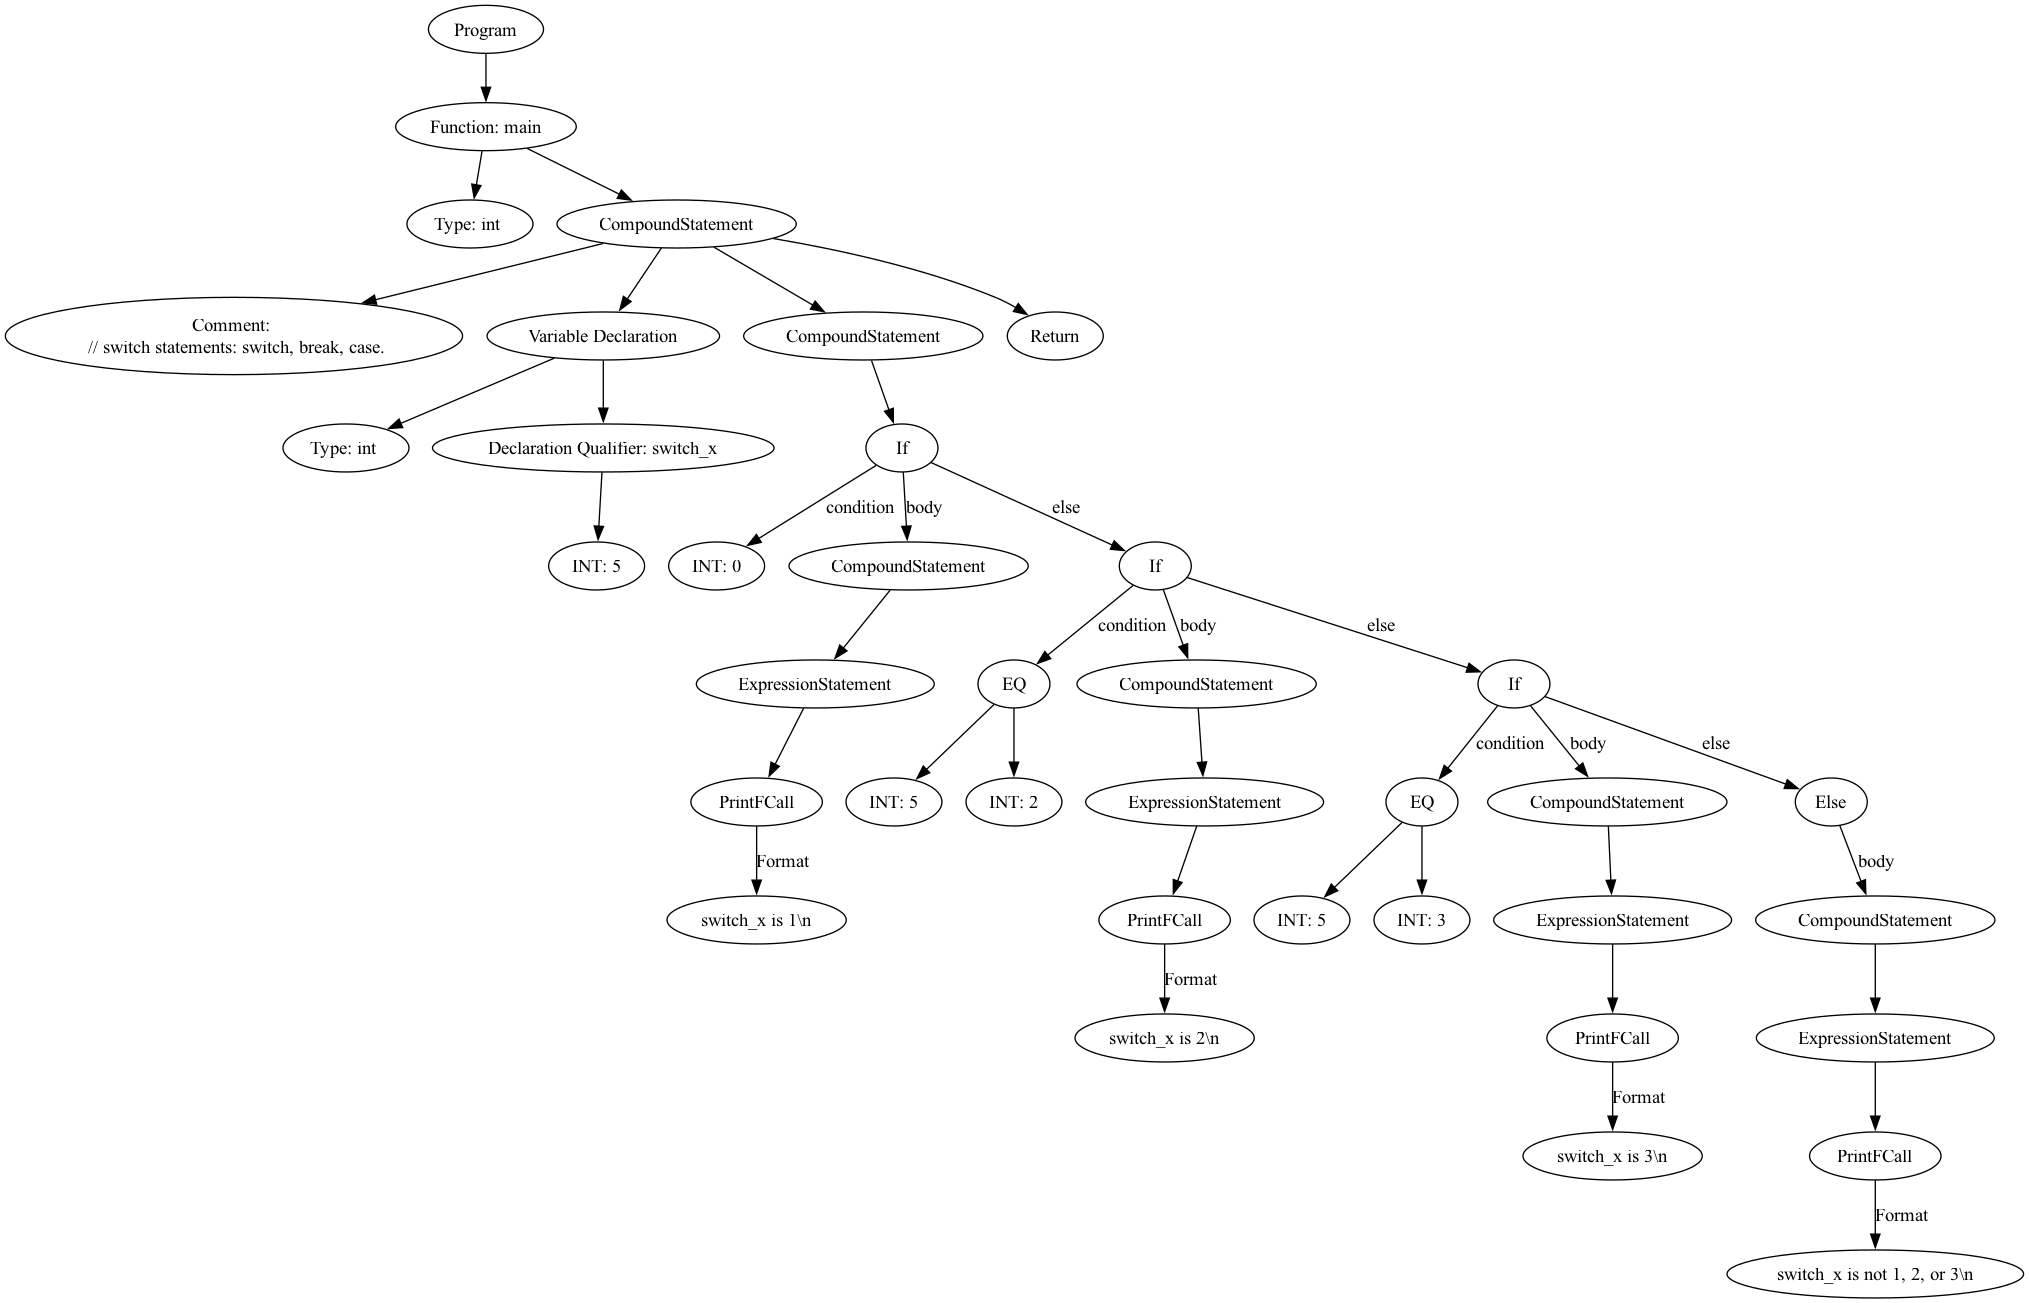 Program
Function: main
Type: int
CompoundStatement
Comment:
// switch statements: switch, break, case.
Variable Declaration
CompoundStatement
Return
Type: int
Declaration Qualifier: switch_x
If
condition
body
else
INT: 5
INT: 0
CompoundStatement
If
condition
body
else
ExpressionStatement
EQ
CompoundStatement
If
condition
body
else
PrintFCall
INT: 5
INT: 2
ExpressionStatement
EQ
CompoundStatement
Else
Format
body
switch_x is 1\n
PrintFCall
INT: 5
INT: 3
ExpressionStatement
CompoundStatement
Format
switch_x is 2\n
PrintFCall
ExpressionStatement
Format
switch_x is 3\n
PrintFCall
Format
switch_x is not 1, 2, or 3\n